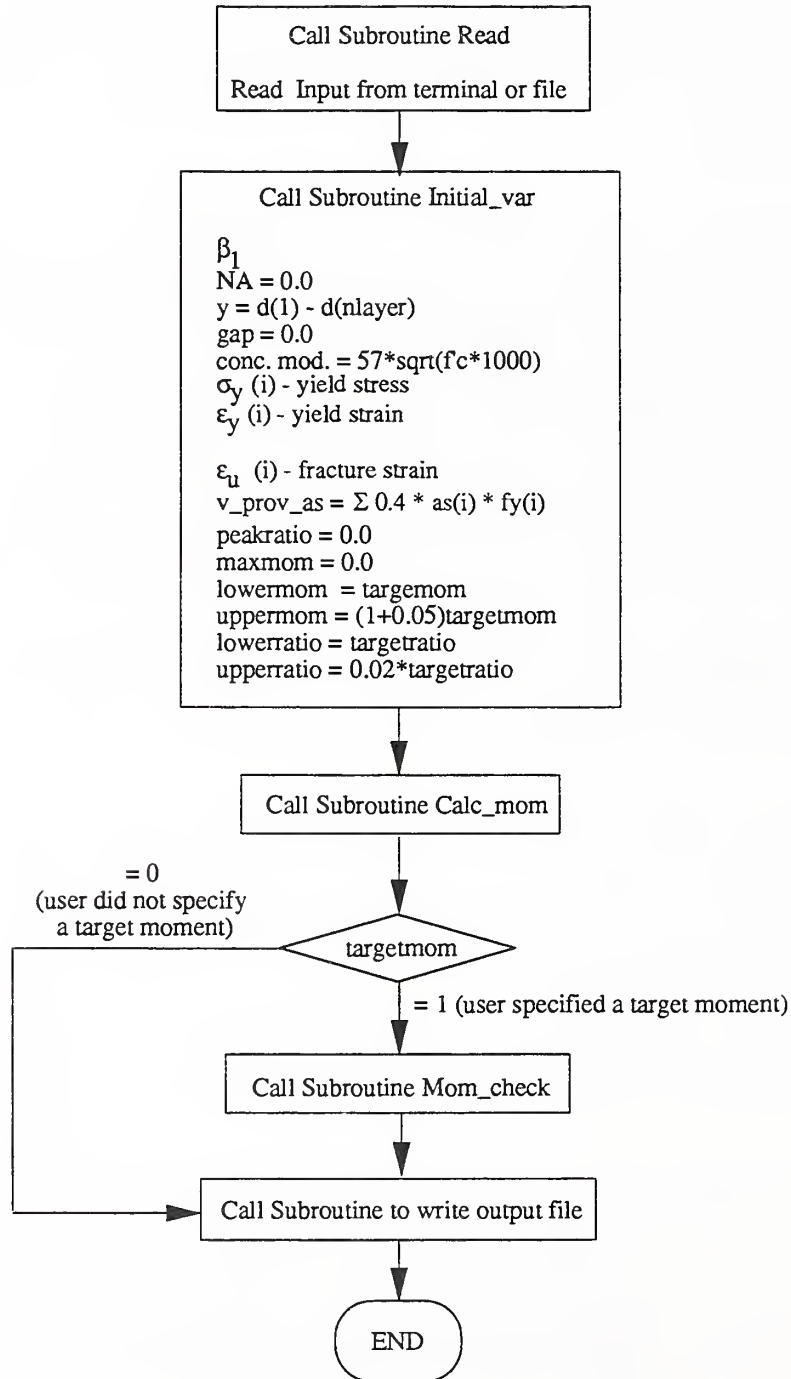 Call Subroutine Read
Read Input from terminal or file
Call Subroutine Initial_var
β1
NA = 0.0
y = d(1) - d(nlayer)
gap = 0.0
conc. mod. = 57*sqrt(f'c*1000)
σy (i) - yield stress
εy (i) - yield strain
εu (i) - fracture strain
v_prov_as = Σ 0.4 * as(i) * fy(i)
peakratio = 0.0
maxmom = 0.0
lowermom = targemom
uppermom = (1+0.05)targetmom
lowerratio = targetratio
upperratio = 0.02*targetratio
Call Subroutine Calc_mom
= 0
(user did not specify
a target moment)
targetmom
= 1 (user specified a target moment)
Call Subroutine Mom_check
Call Subroutine to write output file
END